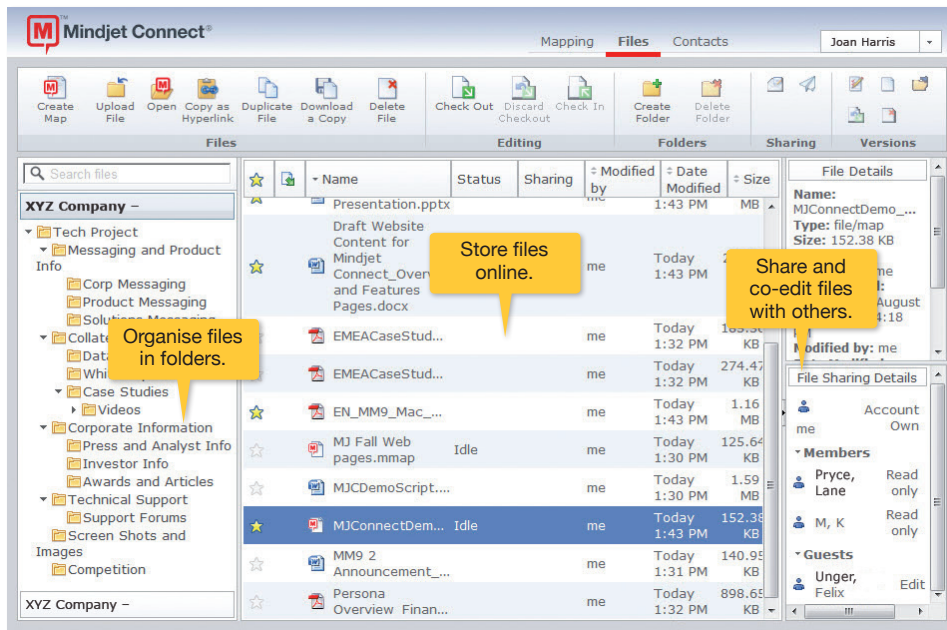 Mindjet Connect®
Mapping Files Contacts Joan Harris
Create Map
Upload File
Open
Copy as Hyperlink
Duplicate File
Download a Copy
Delete File
Check Out
Discard Checkout
Check In
Create Folder
Delete Folder
Files Editing Folders Sharing Versions
Search files
XYZ Company –
Tech Project
Messaging and Product
Info
Corp Messaging
Product Messaging
Solutions Messaging
Organise files
in folders.
Case Studies
Videos
Corporate Information
Press and Analyst Info
Investor Info
Awards and Articles
Technical Support
Support Forums
Screen Shots and
Images
Competition
XYZ Company –
Name Status Sharing Modified by Date Modified Size
Presentation.pptx 1:43 PM MB
Draft Website
Content for
Mindjet
and Features
Pages.docx
me Today 1:43 PM
Store files
online.
EMEACaseStud... me Today 1:32 PM KB
EMEACaseStud... me Today 1:32 PM 274.47 KB
EN_MM9_Mac_... me Today 1:43 PM 1.16 MB
MJ Fall Web pages.mmap Idle me Today 1:30 PM 125.64 KB
MJCDemoScript.... me Today 1:30 PM 1.59 MB
MJConnectDem... Idle me Today 1:43 PM 152.38 KB
MM9 2 Announcement_... me Today 1:31 PM 140.95 KB
Persona Overview Finan... me Today 1:32 PM 898.65 KB
File Details
Name:
MJConnectDemo_...
Type: file/map
Size: 152.38 KB
Share and
co-edit files
with others.
Modified by: me
File Sharing Details
me Account Own
Members
Pryce, Lane Read only
M, K Read only
Guests
Unger, Felix Edit